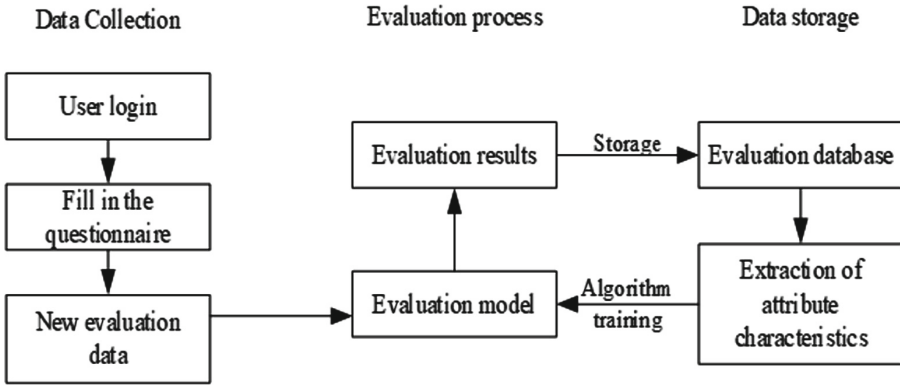 Data Collection
Evaluation process
Data storage
User login
Fill in the
questionnaire
New evaluation
data
Evaluation results
Storage
Evaluation database
Evaluation model
Algorithm
training
Extraction of
attribute
characteristics